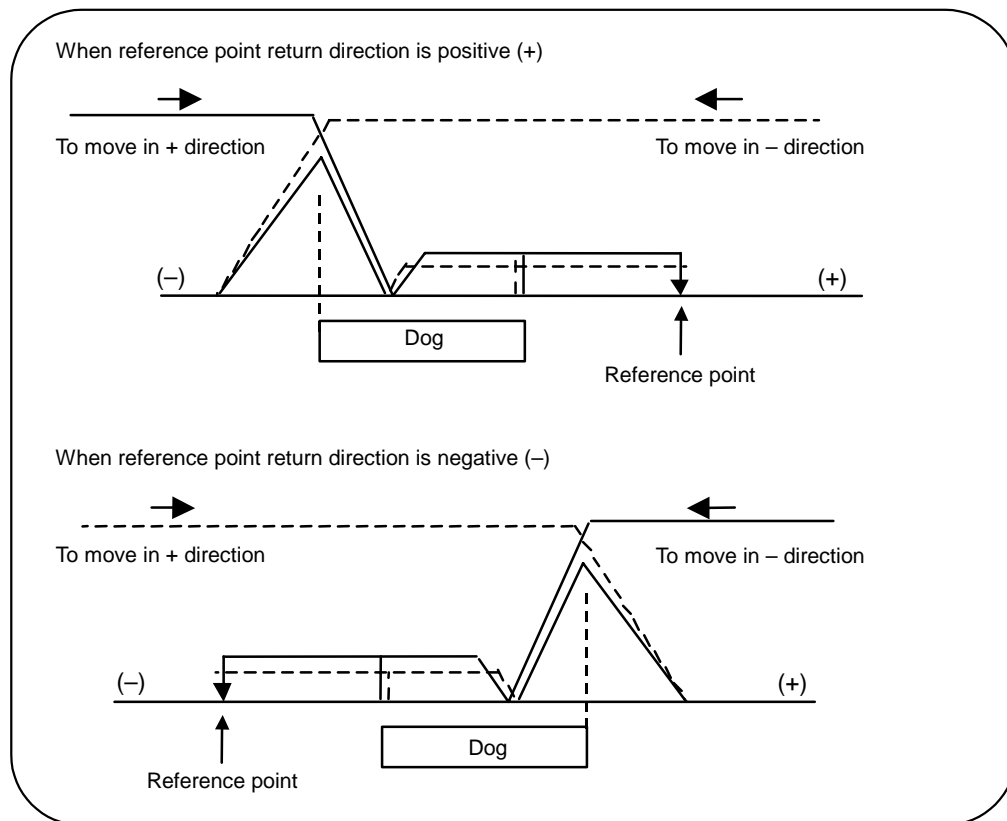 When reference point return direction is positive (+)
To move in + direction
To move in – direction
(–)
(+)
Dog
Reference point
When reference point return direction is negative (–)
To move in + direction
To move in – direction
(–)
(+)
Dog
Reference point